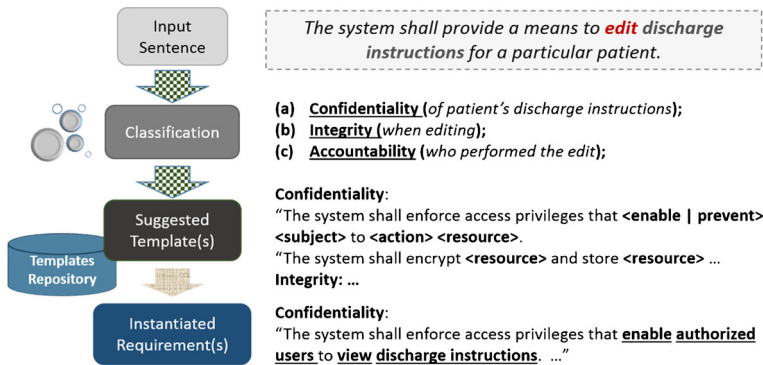 Input
Sentence
The system shall provide a means to edit discharge
instructions for a particular patient.
Classification
(a) Confidentiality (of patient's discharge instructions);
(b) Integrity (when editing);
(c) Accountability (who performed the edit);
Suggested
Template(s)
Templates
Repository
Confidentiality:
“The system shall enforce access privileges that <enable | prevent>
<subject> to <action> <resource>.
“The system shall encrypt <resource> and store <resource> …
Integrity: …
Instantiated
Requirement(s)
Confidentiality:
“The system shall enforce access privileges that enable authorized
users to view discharge instructions. …”